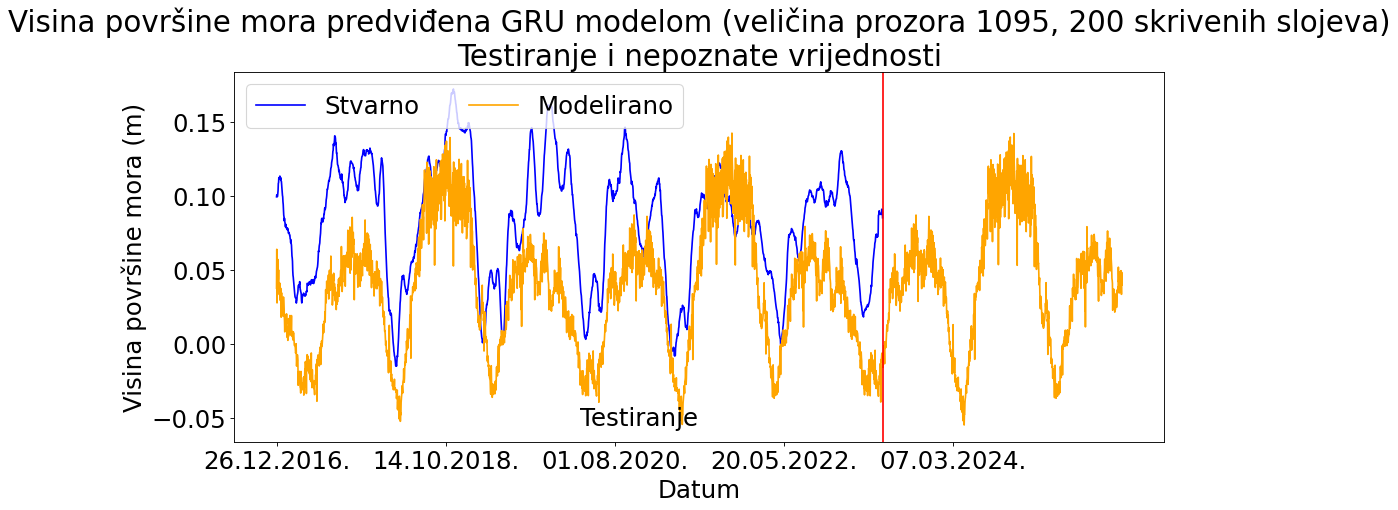 Visina površine mora predviđena GRU modelom (veličina prozora 1095, 200 skrivenih slojeva)
Testiranje i nepoznate vrijednosti
Stvarno Modelirano
Visina površine mora (m)
0.15
0.10
0.05
0.00
−0.05
Testiranje
26.12.2016. 14.10.2018. 01.08.2020. 20.05.2022. 07.03.2024.
Datum